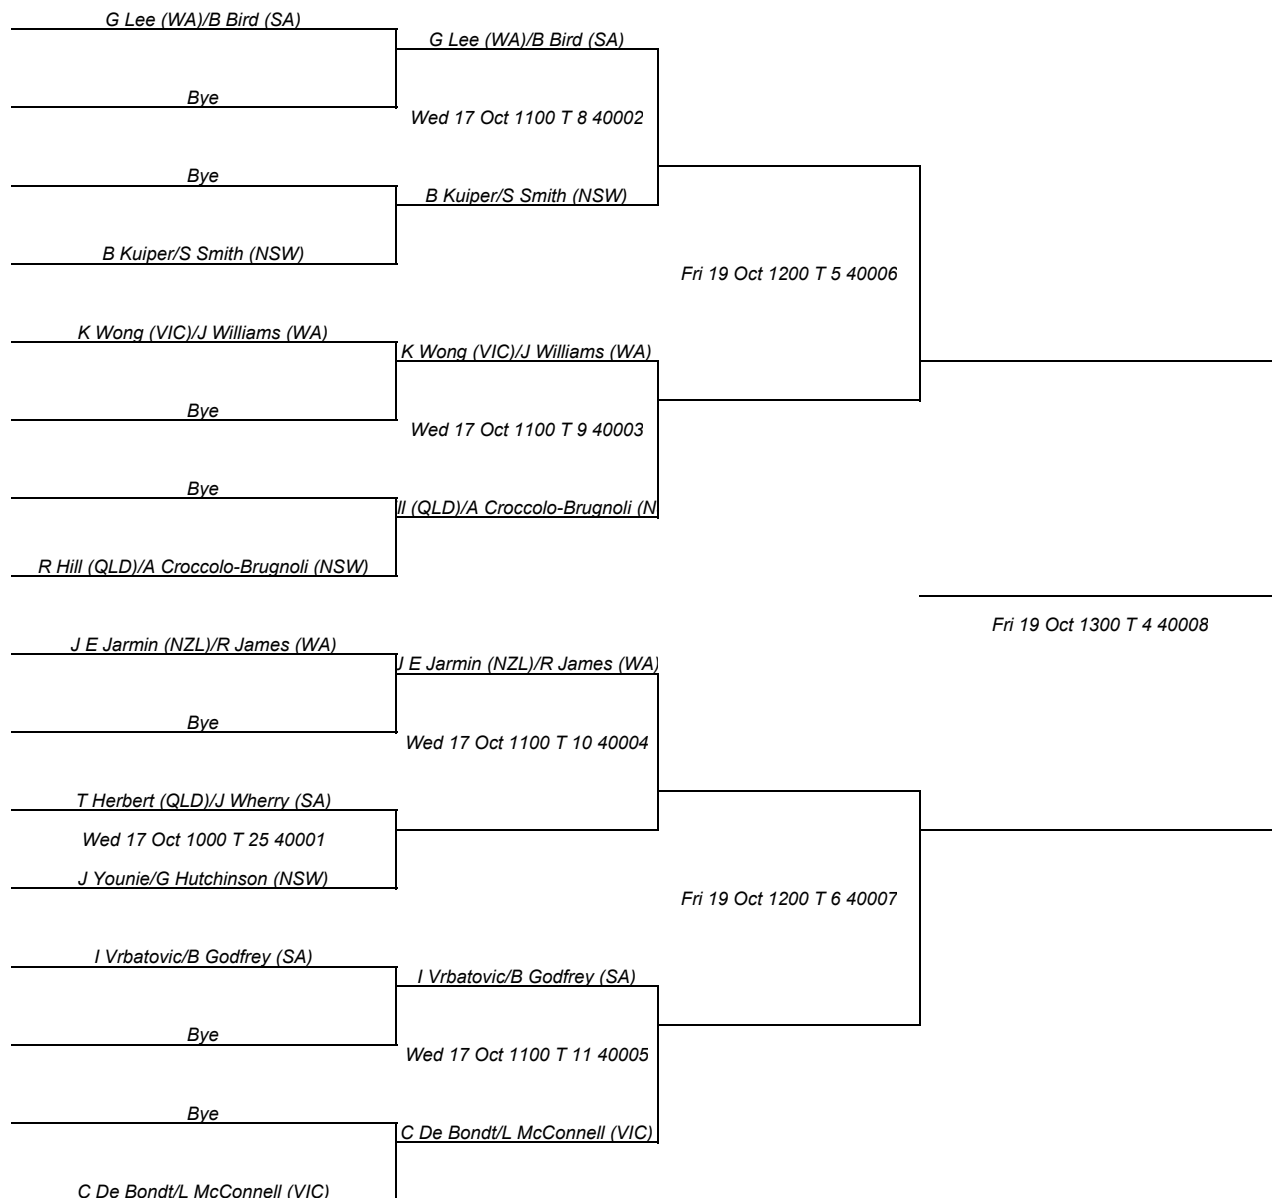 G Lee (WA)/B Bird (SA)
G Lee (WA)/B Bird (SA)
Bye
Wed 17 Oct 1100 T 8 40002
Bye
B Kuiper/S Smith (NSW)
B Kuiper/S Smith (NSW)
Fri 19 Oct 1200 T 5 40006
K Wong (VIC)/J Williams (WA)
K Wong (VIC)/J Williams (WA)
Bye
Wed 17 Oct 1100 T 9 40003
Bye
ll (QLD)/A Croccolo-Brugnoli (N
R Hill (QLD)/A Croccolo-Brugnoli (NSW)
Fri 19 Oct 1300 T 4 40008
J E Jarmin (NZL)/R James (WA)
J E Jarmin (NZL)/R James (WA)
Bye
Wed 17 Oct 1100 T 10 40004
T Herbert (QLD)/J Wherry (SA)
Wed 17 Oct 1000 T 25 40001
J Younie/G Hutchinson (NSW)
Fri 19 Oct 1200 T 6 40007
I Vrbatovic/B Godfrey (SA)
I Vrbatovic/B Godfrey (SA)
Bye
Wed 17 Oct 1100 T 11 40005
Bye
C De Bondt/L McConnell (VIC)
C De Bondt/L McConnell (VIC)